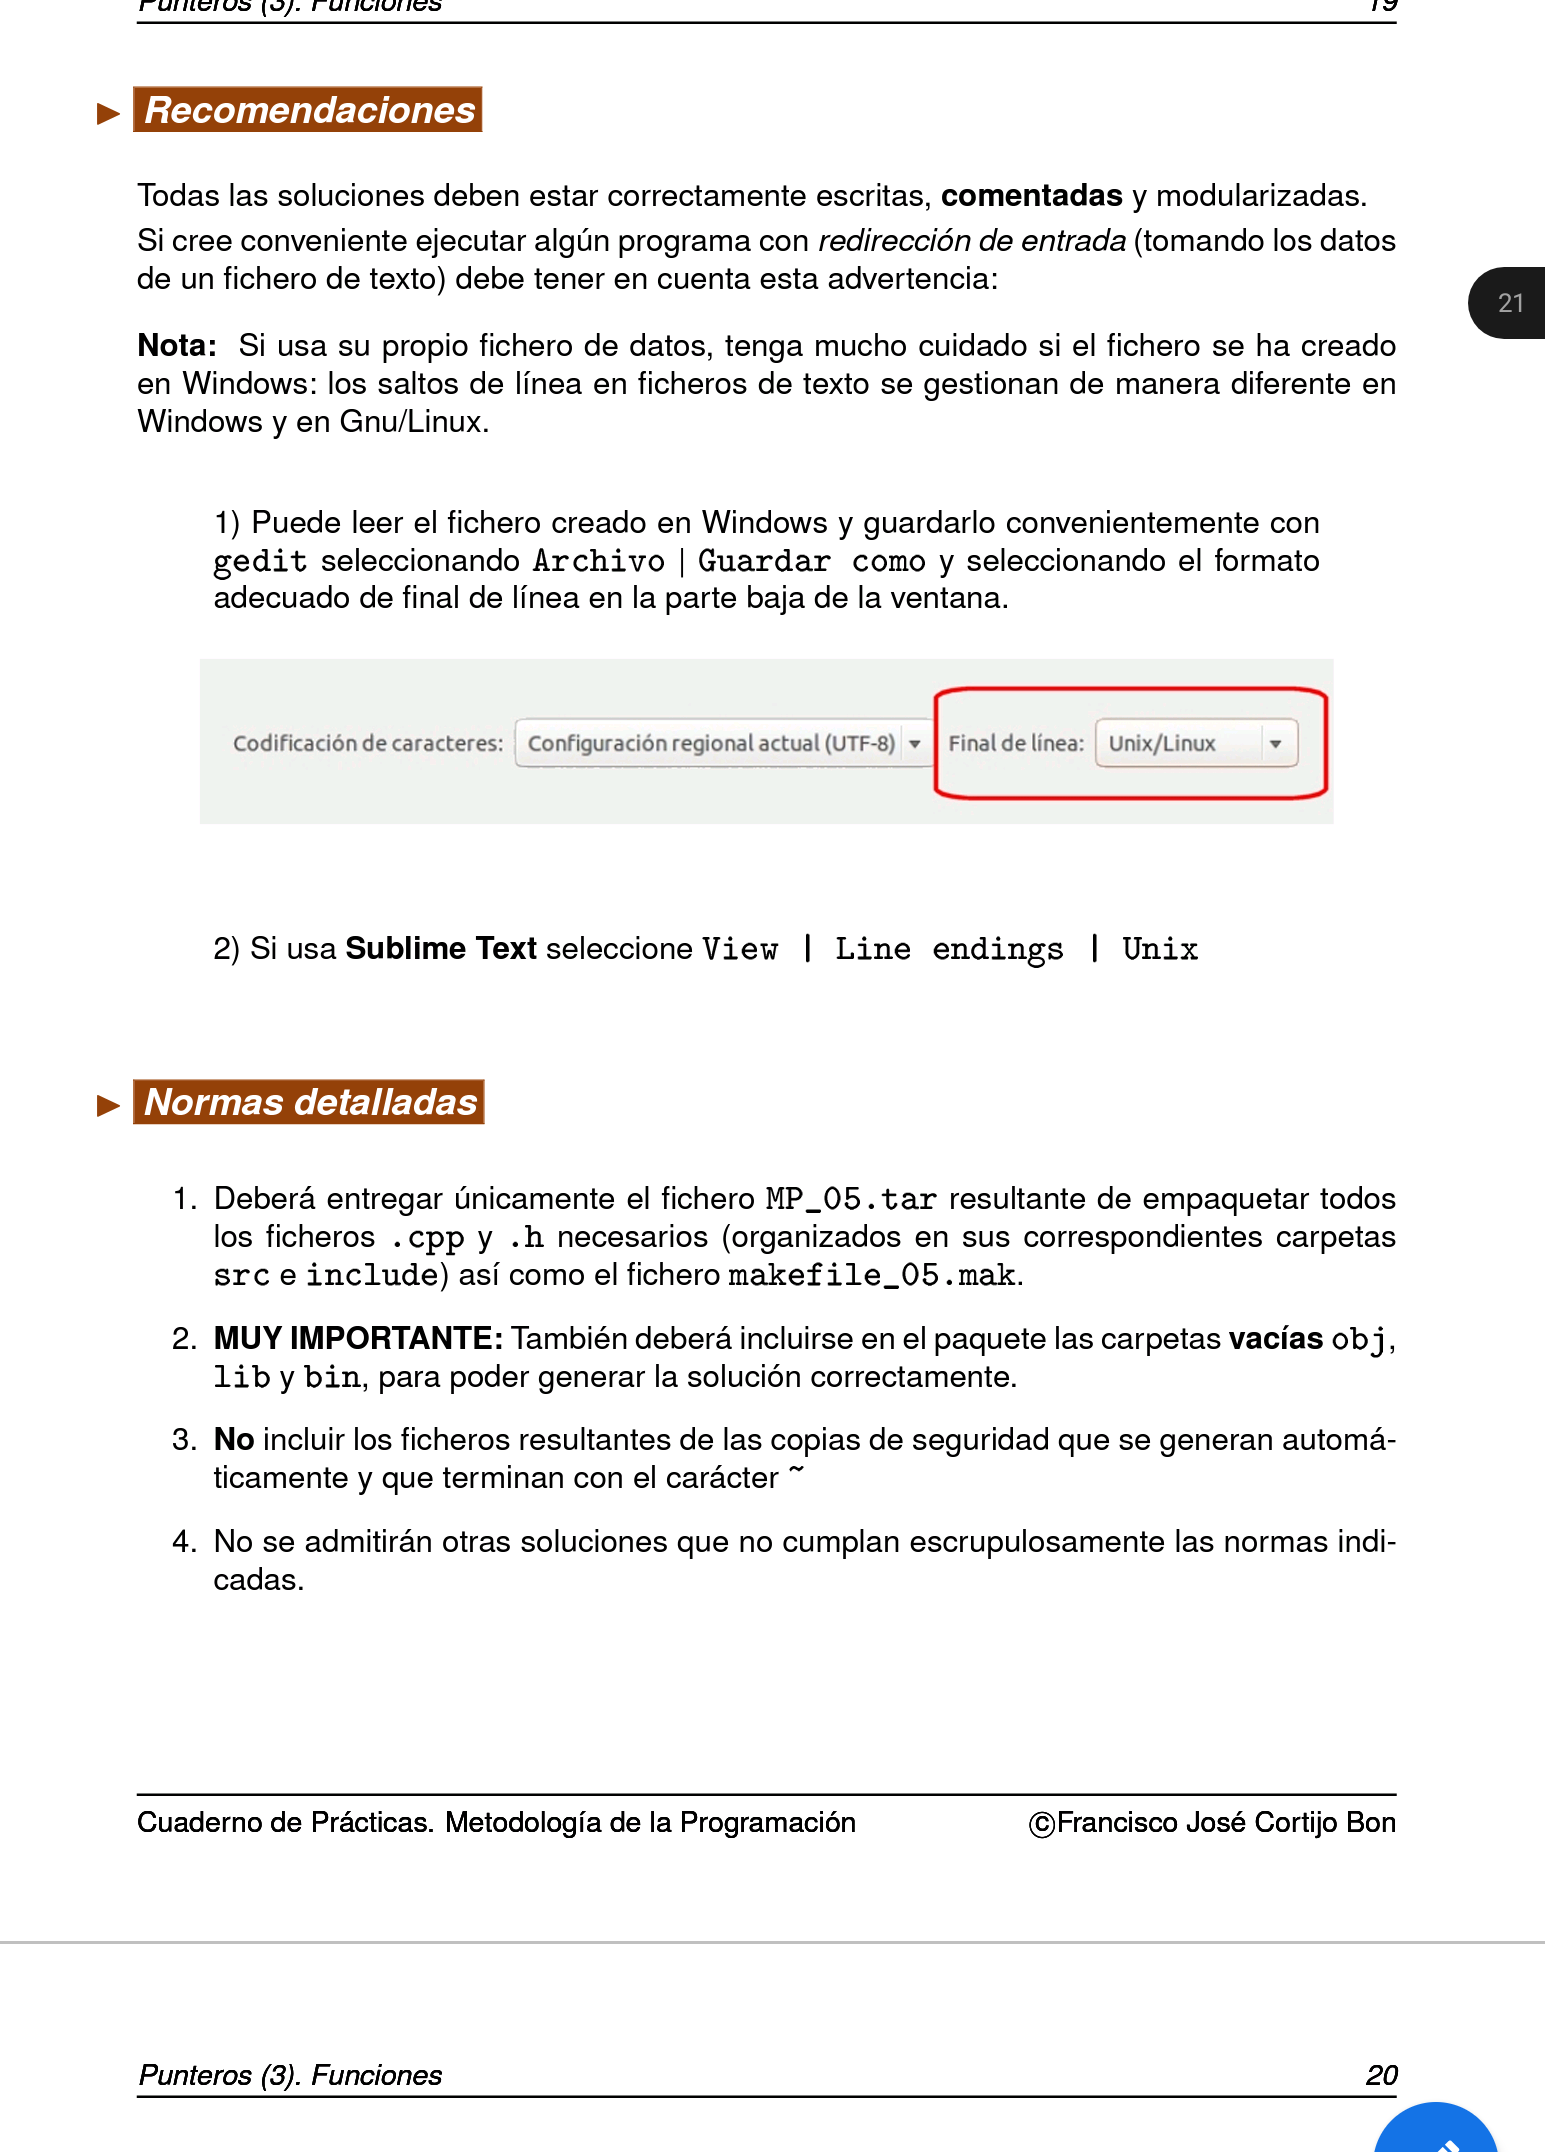 Punteros (3). Funciones 19
Recomendaciones
Todas las soluciones deben estar correctamente escritas, comentadas y modularizadas.
Si cree conveniente ejecutar algún programa con redirección de entrada (tomando los datos
de un fichero de texto) debe tener en cuenta esta advertencia:
21
Nota: Si usa su propio fichero de datos, tenga mucho cuidado si el fichero se ha creado
en Windows: los saltos de línea en ficheros de texto se gestionan de manera diferente en
Windows y en Gnu/Linux.
1) Puede leer el fichero creado en Windows y guardarlo convenientemente con
gedit seleccionando Archivo | Guardar como y seleccionando el formato
adecuado de final de línea en la parte baja de la ventana.
Codificación de caracteres: Configuración regional actual (UTF-8) Final de línea: Unix/Linux
2) Si usa Sublime Text seleccione View | Line endings | Unix
Normas detalladas
1. Deberá entregar únicamente el fichero MP_05.tar resultante de empaquetar todos
los ficheros .cpp y .h necesarios (organizados en sus correspondientes carpetas
src e include) así como el fichero makefile_05.mak.
2. MUY IMPORTANTE: También deberá incluirse en el paquete las carpetas vacías obj,
lib y bin, para poder generar la solución correctamente.
3. No incluir los ficheros resultantes de las copias de seguridad que se generan automá-
ticamente y que terminan con el carácter ~
4. No se admitirán otras soluciones que no cumplan escrupulosamente las normas indi-
cadas.
Cuaderno de Prácticas. Metodología de la Programación ©Francisco José Cortijo Bon
Punteros (3). Funciones 20